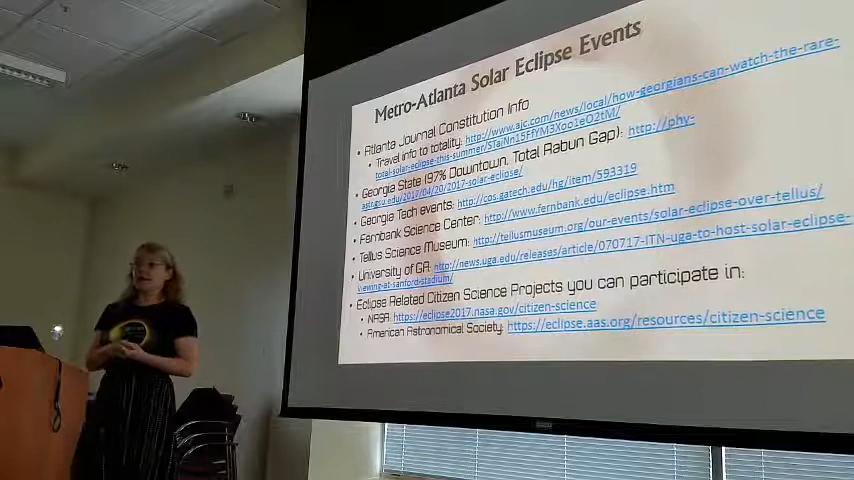 Metro-Atlanta Solar Eclipse Events
• Atlanta Journal Constitution Info
• Travel info to totality: http://www.ajc.com/news/local/how-georgians-can-watch-the-rare-
total-solar-eclipse-this-summer/
• Georgia State (97% Downtown, Total Rabun Gap): http://phy-
astr.gsu.edu/2017/04/20/2017-solar-eclipse/
• Georgia Tech events: http://cos.gatech.edu/hg/item/593319
• Fernbank Science Center: http://www.fernbank.edu/eclipse.htm
• Tellus Science Museum: http://tellusmuseum.org/our-events/solar-eclipse-over-tellus/
• University of GA: http://news.uga.edu/releases/article/070717-ITN-uga-to-host-solar-eclipse-
viewing-at-sanford-stadium/
• Eclipse Related Citizen Science Projects you can participate in:
• NASA: https://eclipse2017.nasa.gov/citizen-science
• American Astronomical Society: https://eclipse.aas.org/resources/citizen-science